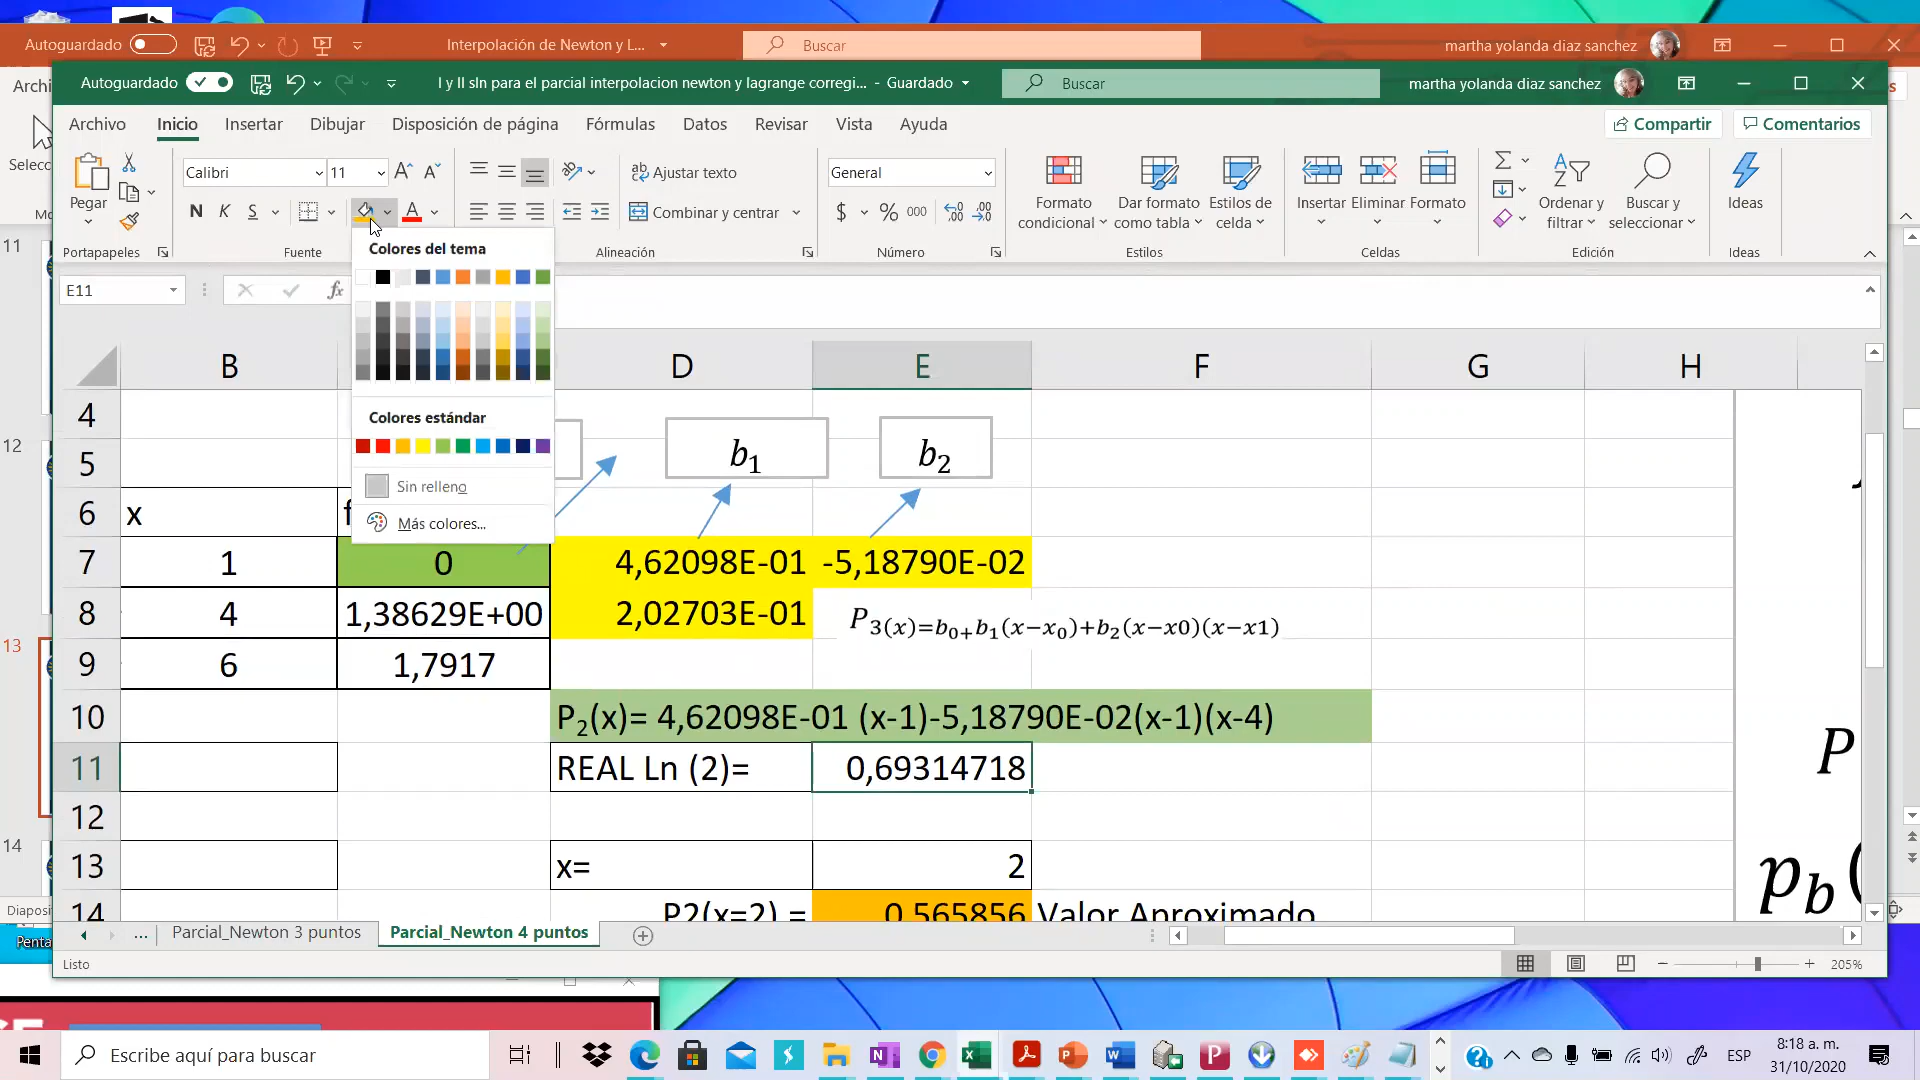 Autoguardado
Interpolación de Newton y L...
Buscar
martha yolanda diaz sanchez
Autoguardado
I y II sIn para el parcial interpolacion newton y lagrange corregi... - Guardado
Buscar
martha yolanda diaz sanchez
Archivo Inicio Insertar Dibujar Disposición de página Fórmulas Datos Revisar Vista Ayuda
Compartir
Comentarios
Pegar
Calibri 11
Ajustar texto
General
N K S
Combinar y centrar
$ % 000
Formato condicional
Dar formato como tabla
Estilos de celda
Insertar
Eliminar
Formato
Ordenar y filtrar
Buscar y seleccionar
Ideas
Portapapeles Fuente Alineación Número Estilos Celdas Edición Ideas
Colores del tema
Colores estándar
Sin relleno
Más colores...
E11
fx
B D E F G H
4
5 b1 b2
6 x f
7 1 0 4,62098E-01 -5,18790E-02
8 4 1,38629E+00 2,02703E-01
P3(x)=b0+b1(x−x0)+b2(x−x0)(x−x1)
9 6 1,7917
10 P2(x)= 4,62098E-01 (x-1)-5,18790E-02(x-1)(x-4)
11 REAL Ln (2)= 0,69314718
12
13 x= 2
14 P2(x=2) = 0,565856 Valor Aproximado
P
pb(
11
12
13
14
... Parcial_Newton 3 puntos Parcial_Newton 4 puntos
Listo
205%
Escribe aquí para buscar
ESP
8:18 a. m.
31/10/2020